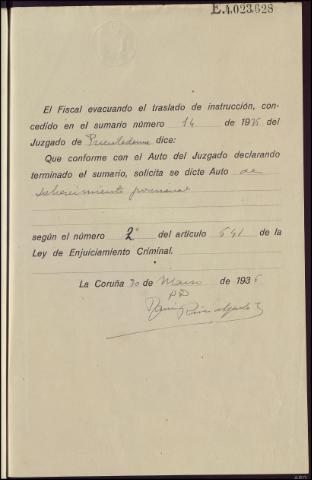 E.4.023.628
El Fiscal evacuando el traslado de instrucción, con-
cedido en el sumario número 14 de 1935 del
Juzgado de Puentedeume dice:
Que conforme con el Auto del Juzgado declarando
terminado el sumario, solicita se dicte Auto de
sobreseimiento provisional
según el número 2º del artículo 641 de la
Ley de Enjuiciamiento Criminal.
La Coruña 30 de Marzo de 1935
PD